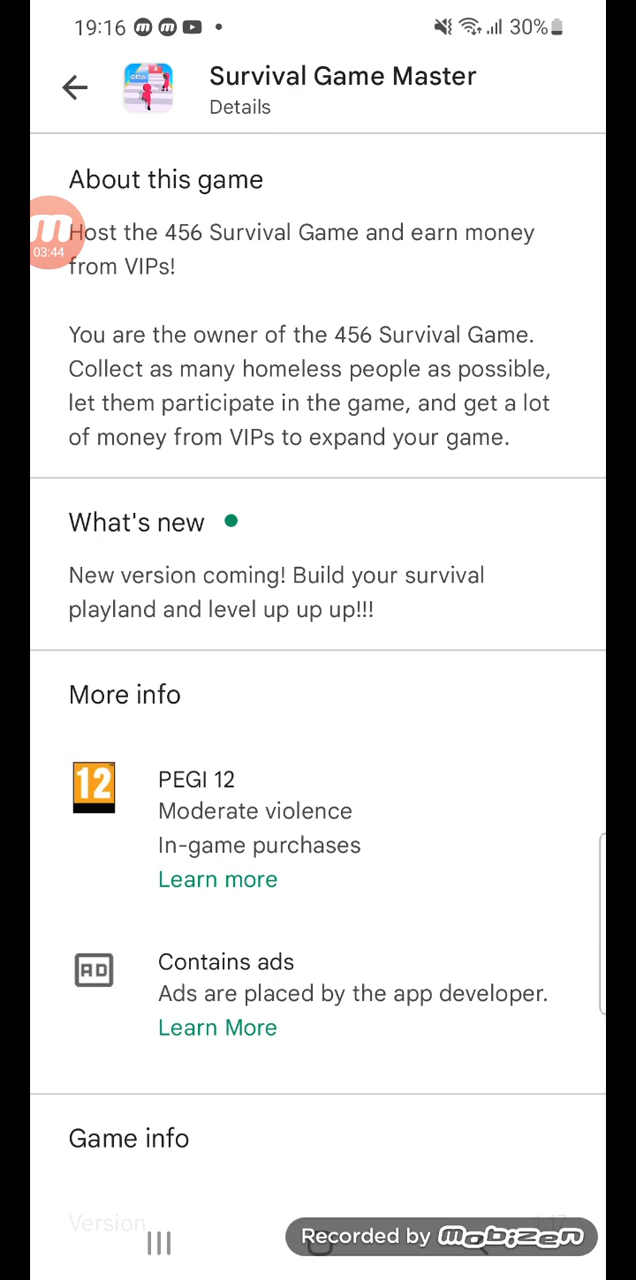 19:16 30%
Survival Game Master
Details
About this game
Host the 456 Survival Game and earn money
03:44
from VIPs!
You are the owner of the 456 Survival Game.
Collect as many homeless people as possible,
let them participate in the game, and get a lot
of money from VIPs to expand your game.
What's new
New version coming! Build your survival
playland and level up up up!!!
More info
12
PEGI 12
Moderate violence
In-game purchases
Learn more
AD
Contains ads
Ads are placed by the app developer.
Learn More
Game info
Version
Recorded by mobizen